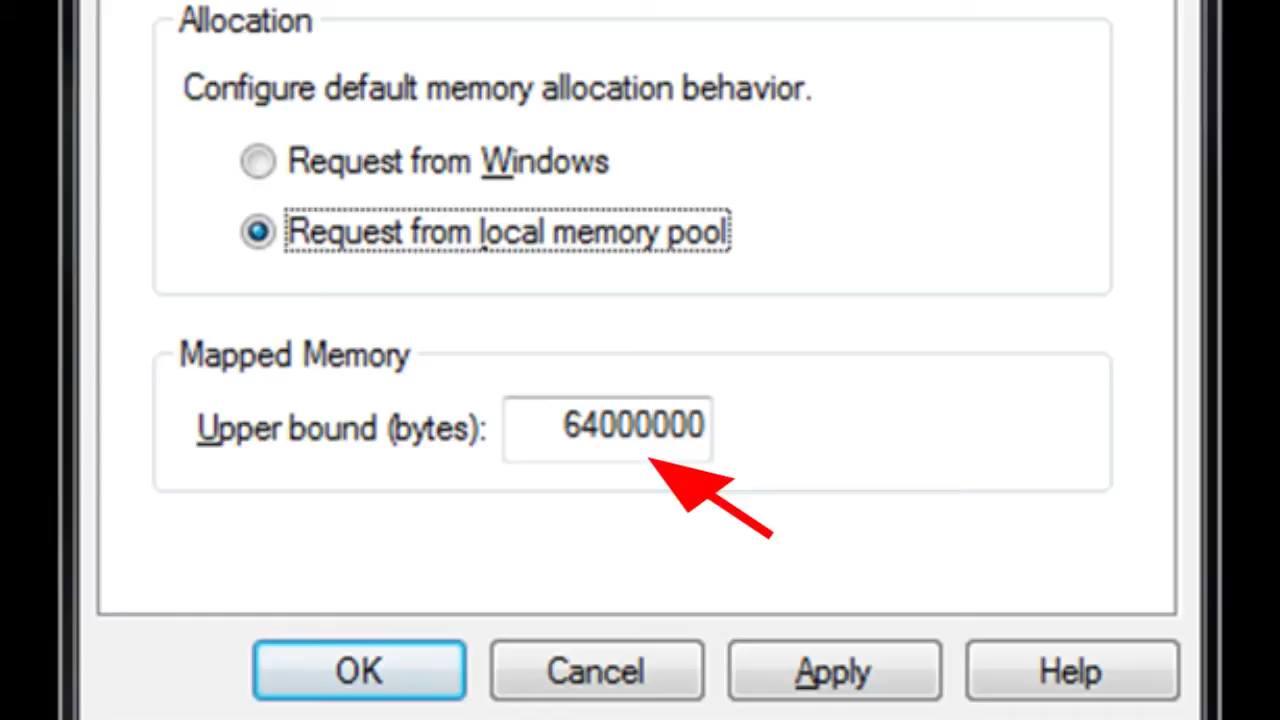 Allocation
Configure default memory allocation behavior.
Request from Windows
Request from local memory pool
Mapped Memory
Upper bound (bytes): 64000000
OK Cancel Apply Help